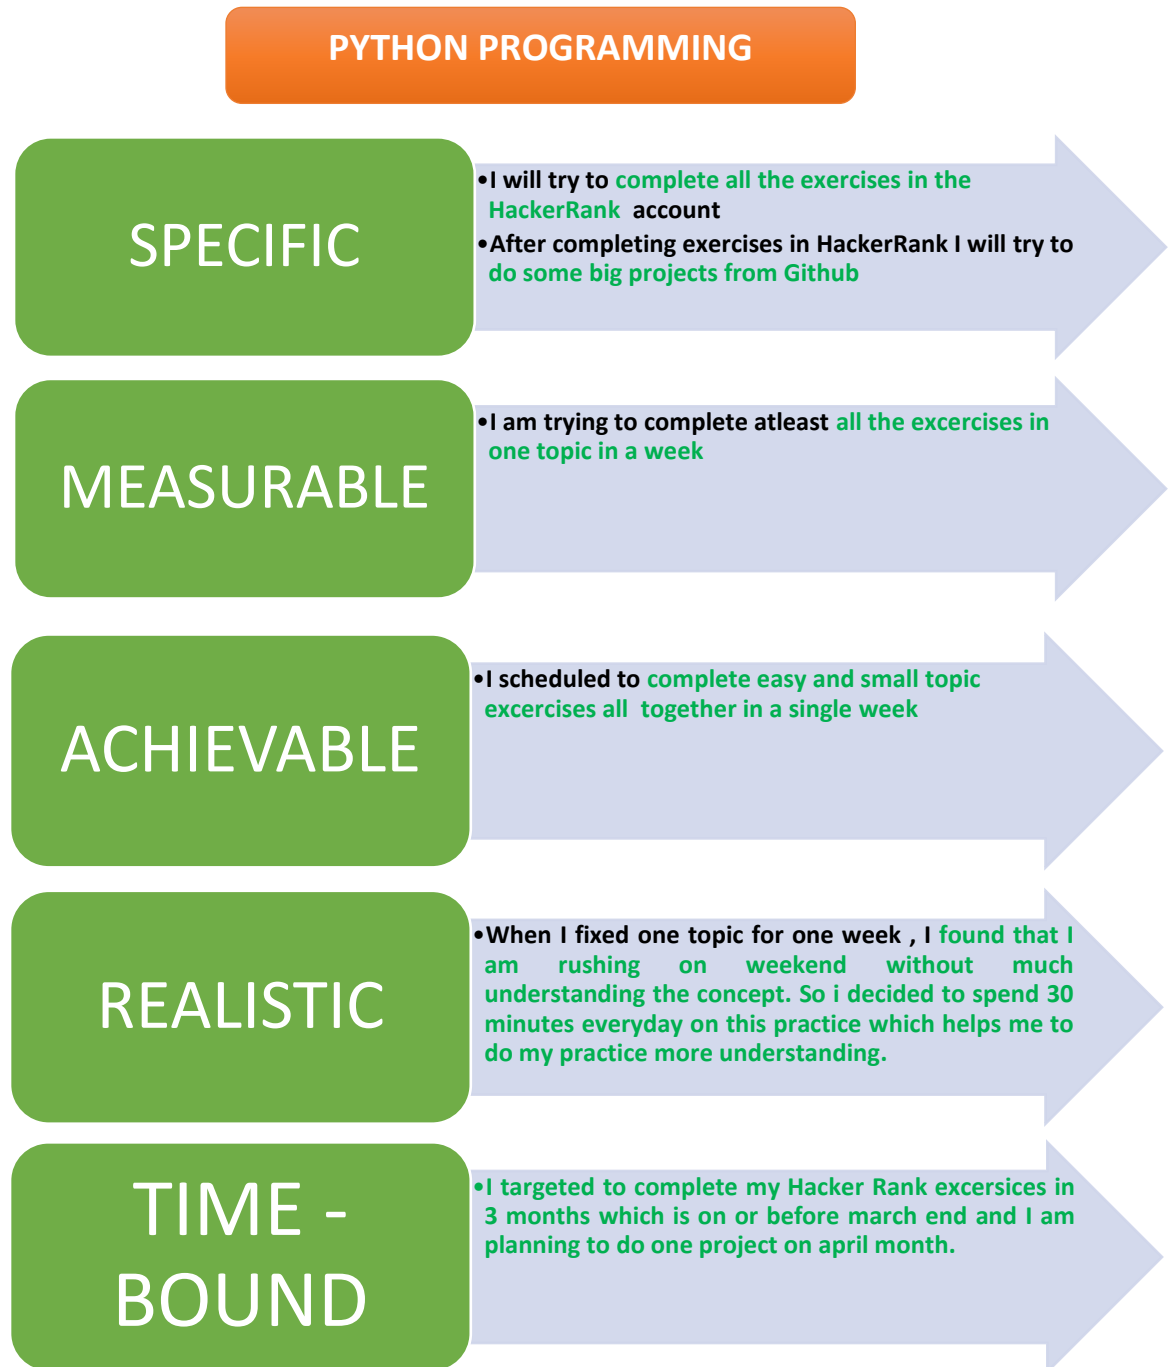 PYTHON PROGRAMMING
SPECIFIC
•I will try to complete all the exercises in the
HackerRank account
•After completing exercises in HackerRank I will try to
do some big projects from Github
MEASURABLE
•I am trying to complete atleast all the excercises in
one topic in a week
ACHIEVABLE
•I scheduled to complete easy and small topic
excercises all together in a single week
REALISTIC
•When I fixed one topic for one week , I found that I
am rushing on weekend without much
understanding the concept. So i decided to spend 30
minutes everyday on this practice which helps me to
do my practice more understanding.
TIME -
BOUND
•I targeted to complete my Hacker Rank excersices in
3 months which is on or before march end and I am
planning to do one project on april month.